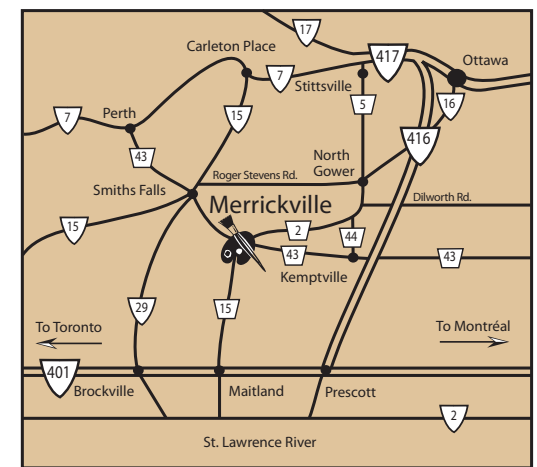 17
Carleton Place
417
Ottawa
7
Stittsville
16
5
15
7
Perth
416
43
North
Gower
Roger Stevens Rd.
Smiths Falls
Merrickville
Dilworth Rd.
15
2
44
43
43
Kemptville
29
15
To Toronto
To Montréal
401
Brockville
Maitland
Prescott
2
St. Lawrence River